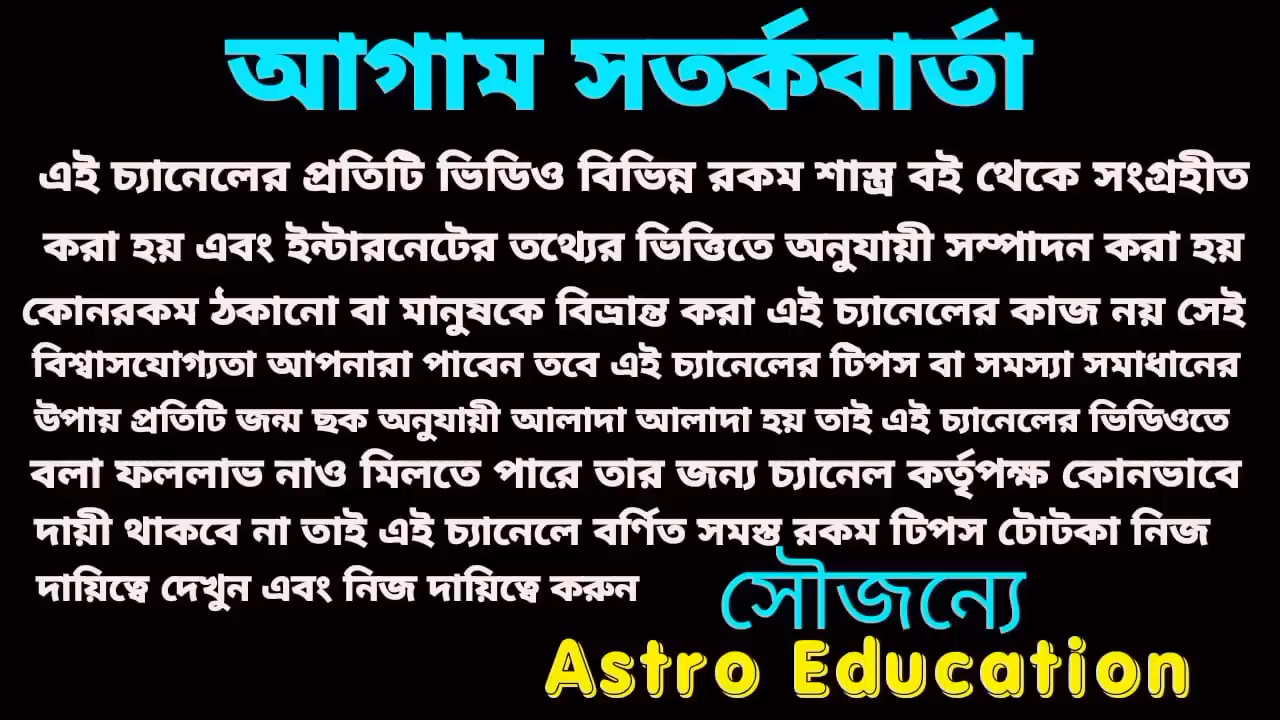 আগাম সতর্কবার্তা
এই চ্যানেলের প্রতিটি ভিডিও বিভিন্ন রকম শাস্ত্র বই থেকে সংগ্রহীত
করা হয় এবং ইন্টারনেটের তথ্যের ভিত্তিতে অনুযায়ী সম্পাদন করা হয়
কোনরকম ঠকানো বা মানুষকে বিভ্রান্ত করা এই চ্যানেলের কাজ নয় সেই
বিশ্বাসযোগ্যতা আপনারা পাবেন তবে এই চ্যানেলের টিপস বা সমস্যা সমাধানের
উপায় প্রতিটি জন্ম ছক অনুযায়ী আলাদা আলাদা হয় তাই এই চ্যানেলের ভিডিওতে
বলা ফললাভ নাও মিলতে পারে তার জন্য চ্যানেল কর্তৃপক্ষ কোনভাবে
দায়ী থাকবে না তাই এই চ্যানেলে বর্ণিত সমস্ত রকম টিপস টোটকা নিজ
দায়িত্বে দেখুন এবং নিজ দায়িত্বে করুন
সৌজন্যে
Astro Education